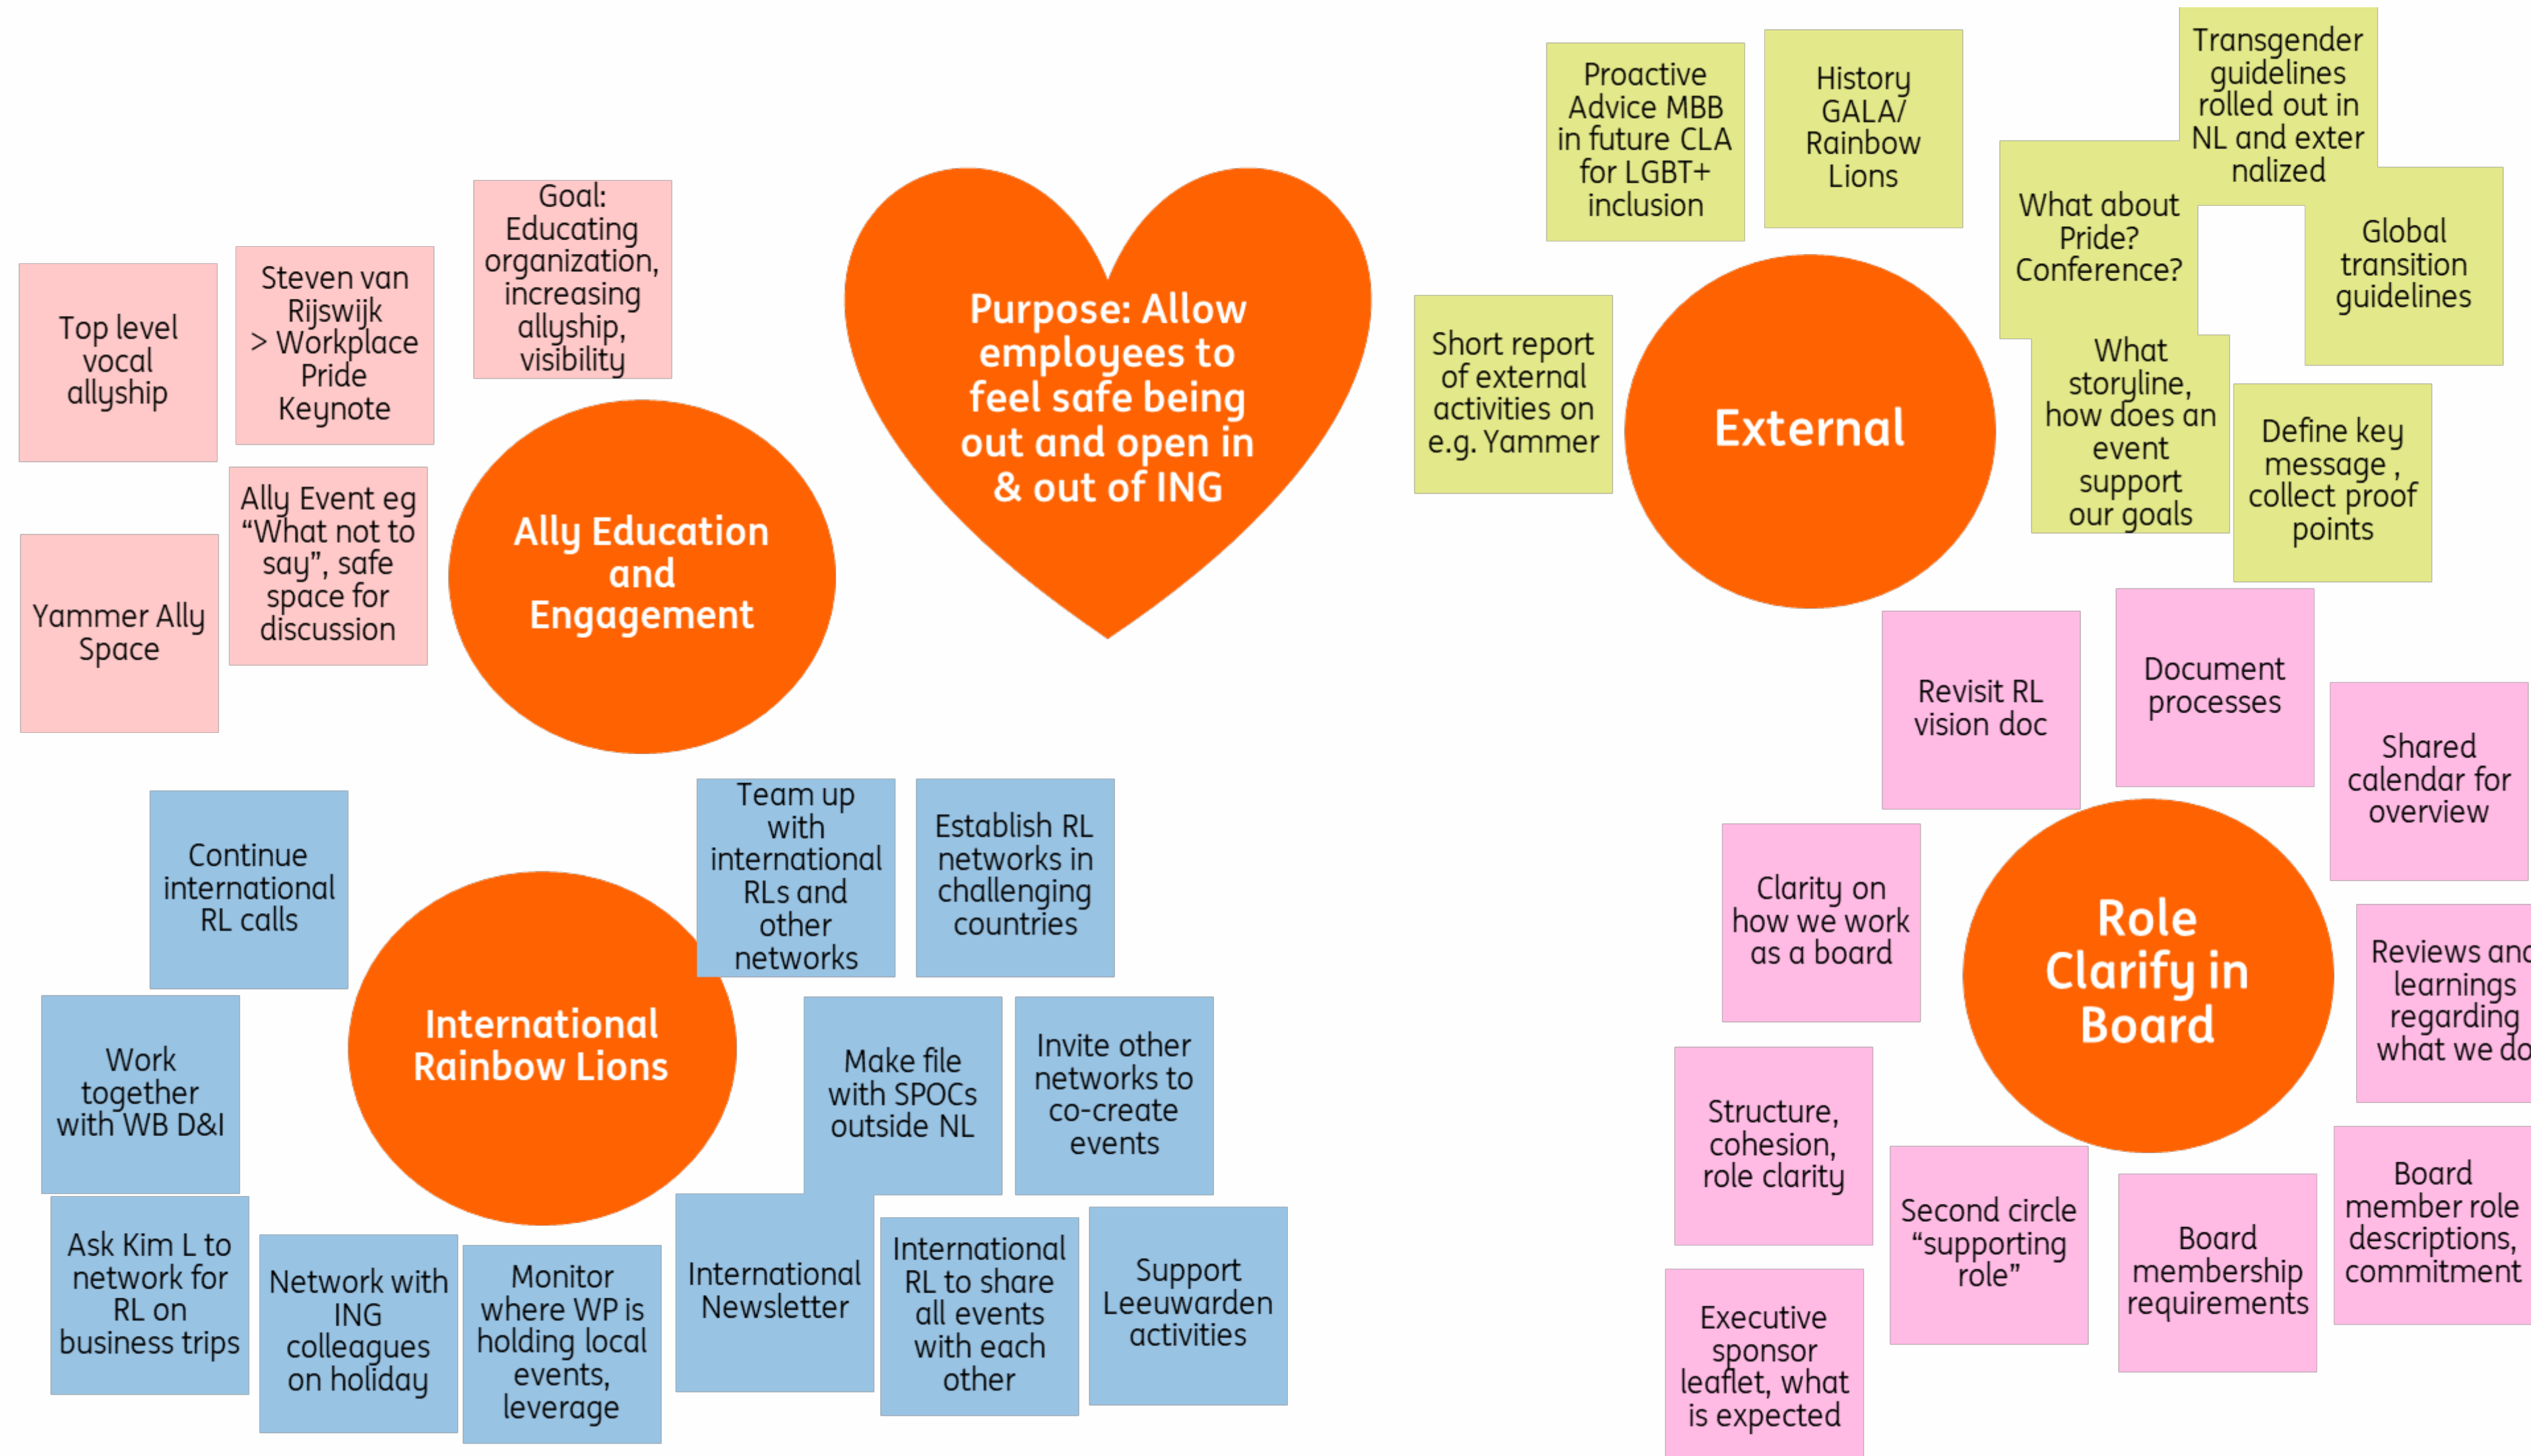 Goal:
Educating
organization,
increasing
allyship,
visibility
Steven van
Rijswijk
> Workplace
Pride
Keynote
Top level
vocal
allyship
Ally Event eg
“What not to
say”, safe
space for
discussion
Yammer Ally
Space
Ally Education
and
Engagement
Purpose: Allow
employees to
feel safe being
out and open in
& out of ING
Proactive
Advice MBB
in future CLA
for LGBT+
inclusion
History
GALA/
Rainbow
Lions
Transgender
guidelines
rolled out in
NL and exter
nalized
What about
Pride?
Conference?
Global
transition
guidelines
Short report
of external
activities on
e.g. Yammer
External
What
storyline,
how does an
event
support
our goals
Define key
message ,
collect proof
points
Continue
international
RL calls
Team up
with
international
RLs and
other
networks
Establish RL
networks in
challenging
countries
Work
together
with WB D&I
International
Rainbow Lions
Make file
with SPOCs
outside NL
Invite other
networks to
co-create
events
Ask Kim L to
network for
RL on
business trips
Network with
ING
colleagues
on holiday
Monitor
where WP is
holding local
events,
leverage
International
Newsletter
International
RL to share
all events
with each
other
Support
Leeuwarden
activities
Revisit RL
vision doc
Document
processes
Shared
calendar for
overview
Clarity on
how we work
as a board
Role
Clarify in
Board
Reviews and
learnings
regarding
what we do
Structure,
cohesion,
role clarity
Second circle
“supporting
role”
Board
membership
requirements
Board
member role
descriptions,
commitment
Executive
sponsor
leaflet, what
is expected